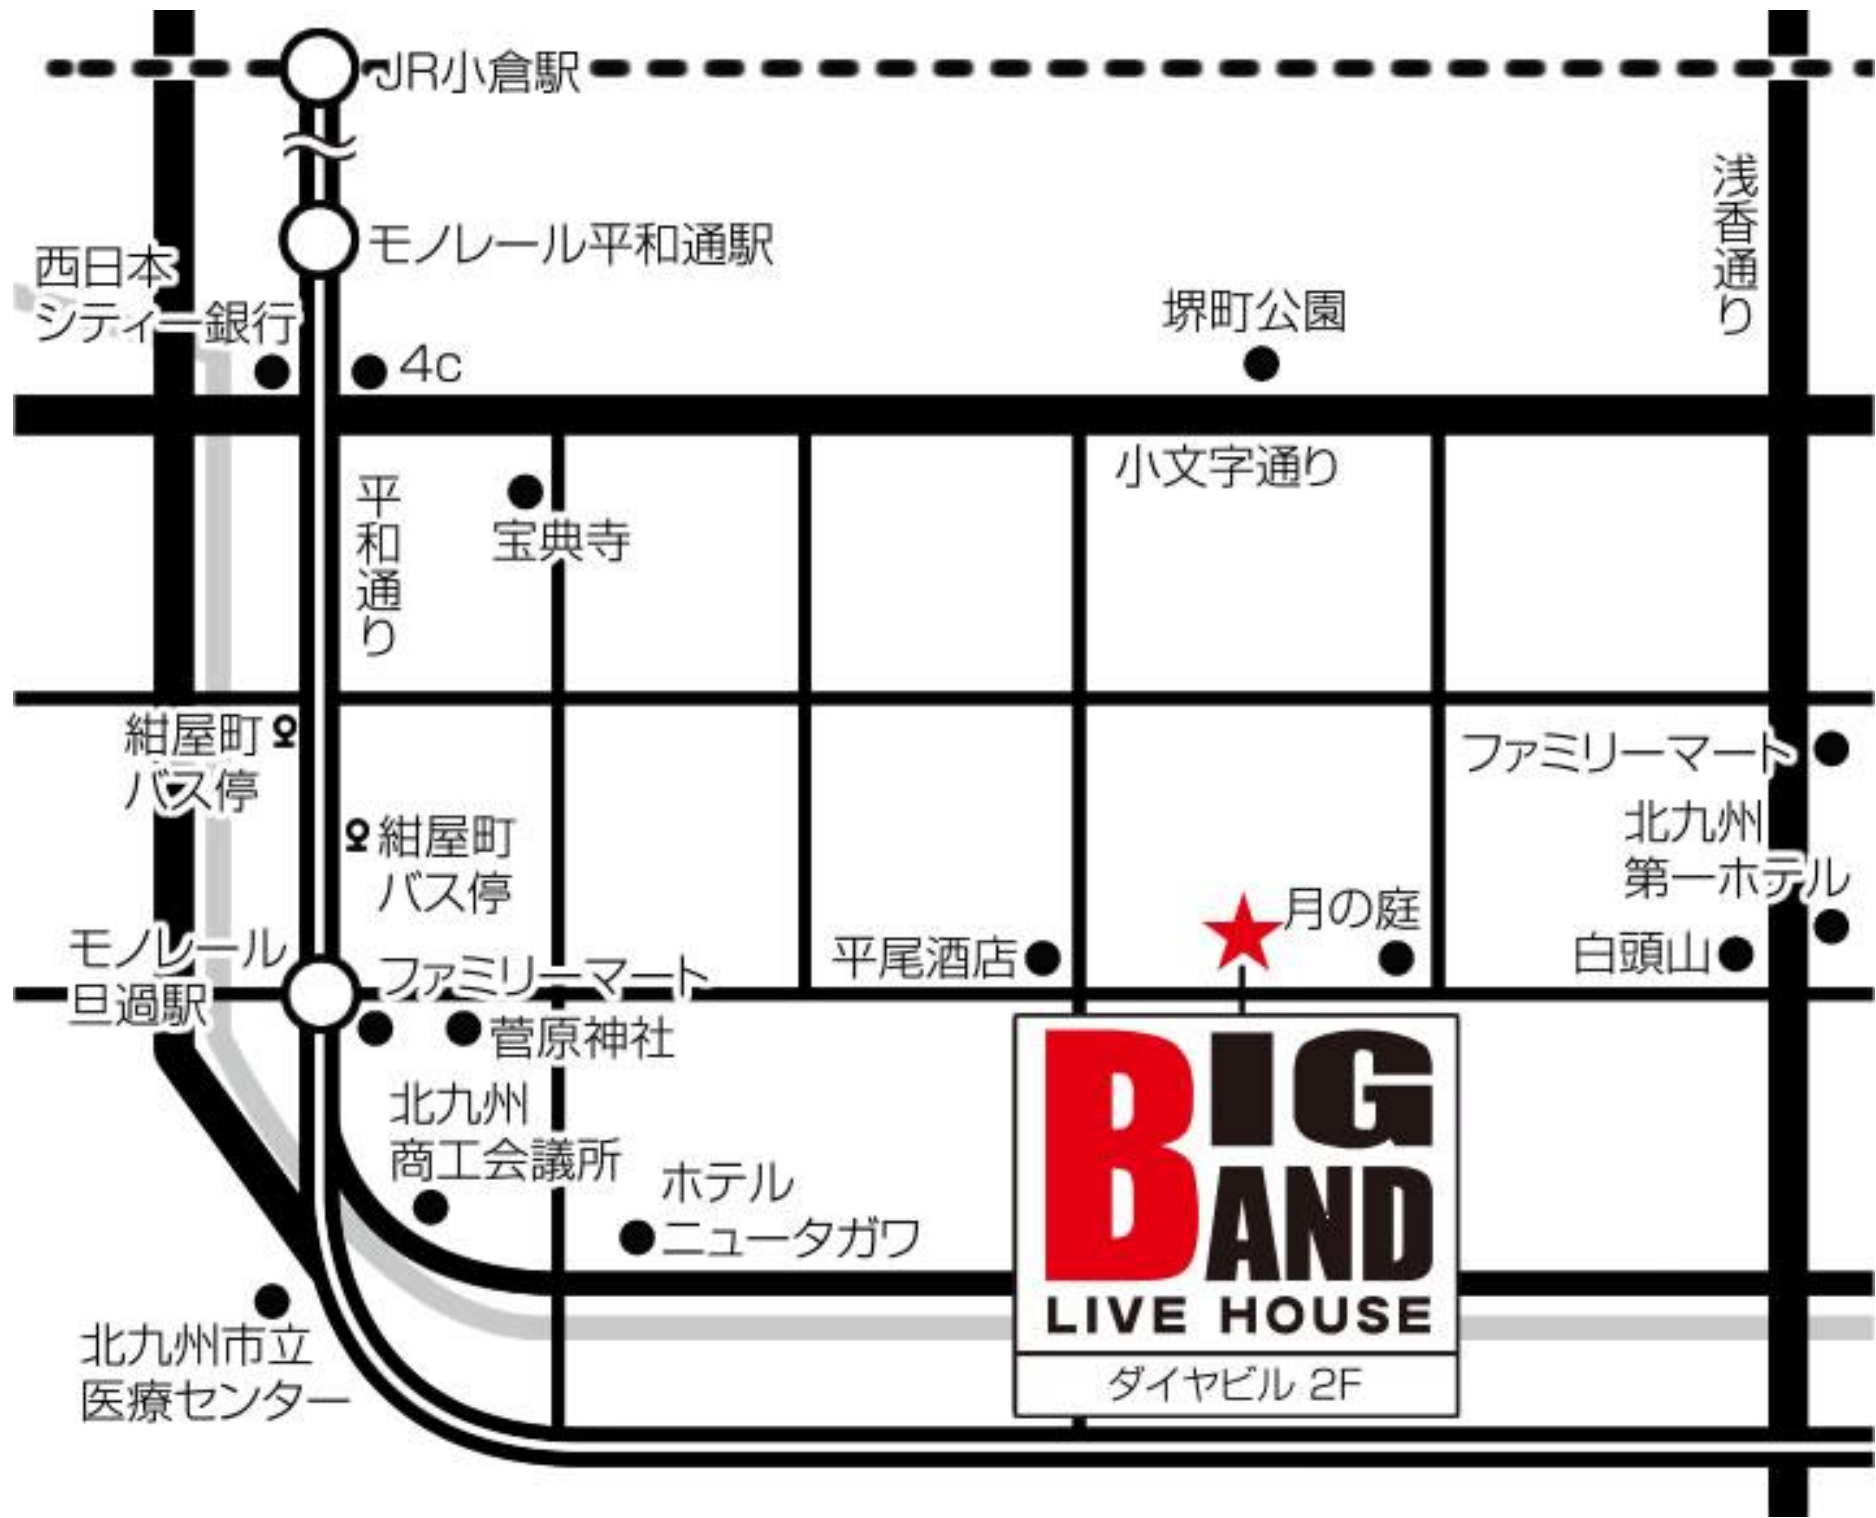 JR小倉駅
モノレール平和通駅
西日本
シティー銀行
4c
堺町公園
浅香通り
小文字通り
平和通り
宝典寺
紺屋町
バス停
紺屋町
バス停
ファミリーマート
北九州
第一ホテル
月の庭
白頭山
平尾酒店
モノレール
旦過駅
ファミリーマート
菅原神社
北九州
商工会議所
ホテル
ニュータガワ
北九州市立
医療センター
BIG
BAND
LIVE HOUSE
ダイヤビル 2F